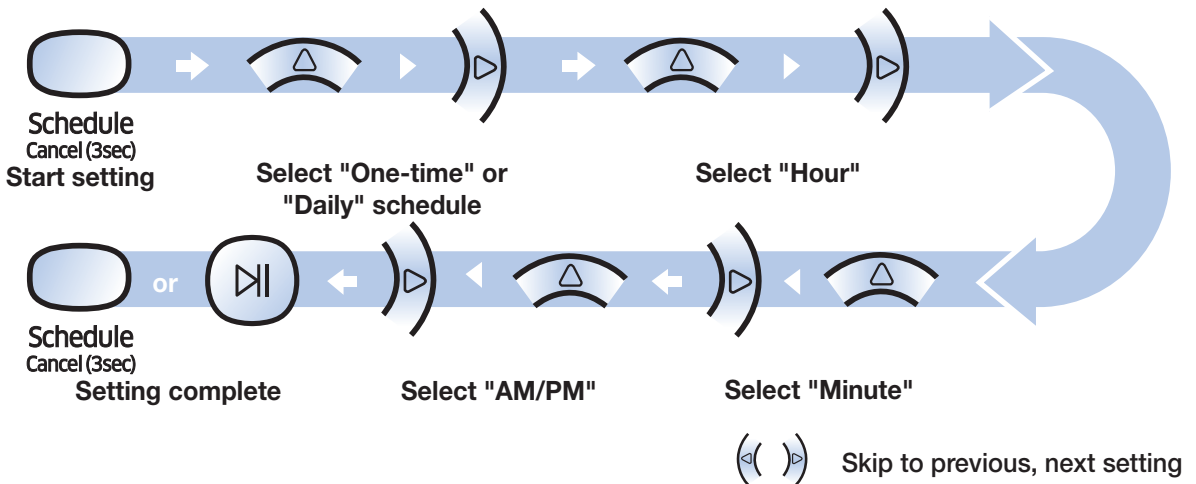 Schedule
Cancel (3sec)
Start setting
Select "One-time" or
"Daily" schedule
Select "Hour"
or
Schedule
Cancel (3sec)
Setting complete
Select "AM/PM"
Select "Minute"
Skip to previous, next setting